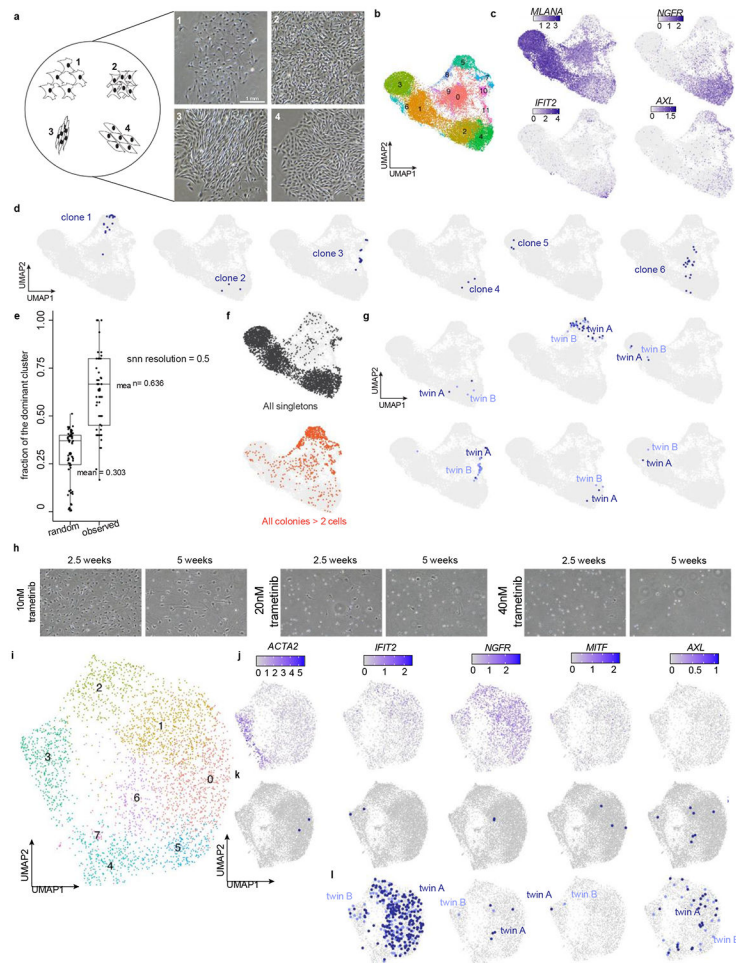 a
1
2
3
4
1
2
1 mm
3
4
b
5
8
7
3
9
0
10
6
1
11
2
4
UMAP2
UMAP1
c
MLANA
0 1 2 3
NGFR
0 1 2
IFIT2
0 2 4
AXL
0 1.5
d
clone 1
clone 2
clone 3
clone 4
clone 5
clone 6
UMAP2
UMAP1
e
fraction of the dominant cluster
1.00
0.75
0.50
0.25
0
snn resolution = 0.5
mean= 0.636
mean = 0.303
random
observed
f
All singletons
All colonies > 2 cells
g
UMAP2
UMAP1
twin A
twin B
twin B
twin A
twin B
twin A
twin A
twin B
twin B
twin A
twin B
twin A
h
10nM
trametinib
2.5 weeks
5 weeks
20nM
trametinib
2.5 weeks
5 weeks
40nM
trametinib
2.5 weeks
5 weeks
i
2
1
3
0
6
7
4
5
UMAP2
UMAP1
j
ACTA2
0 1 2 3 4 5
IFIT2
0 1 2
NGFR
0 1 2
MITF
0 1 2
AXL
0 0.5 1
k
UMAP2
UMAP1
l
twin B
twin A
twin B
twin A
twin A
twin B
twin A
twin B